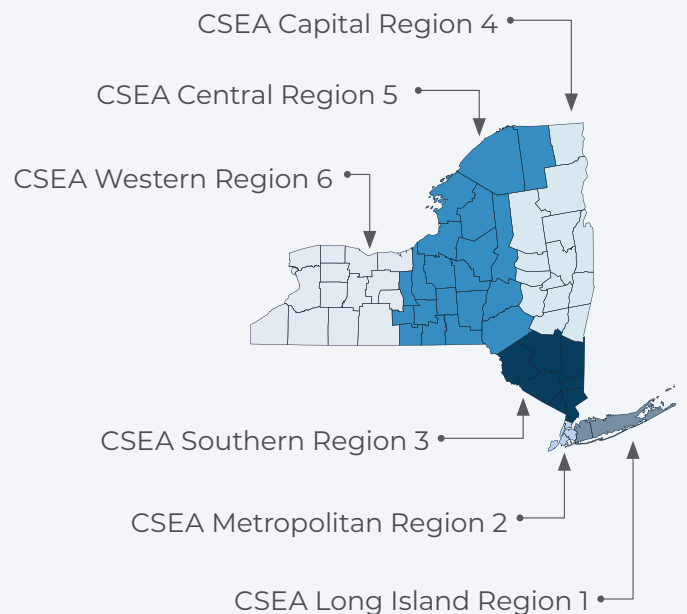 CSEA Capital Region 4
CSEA Central Region 5
CSEA Western Region 6
CSEA Southern Region 3
CSEA Metropolitan Region 2
CSEA Long Island Region 1